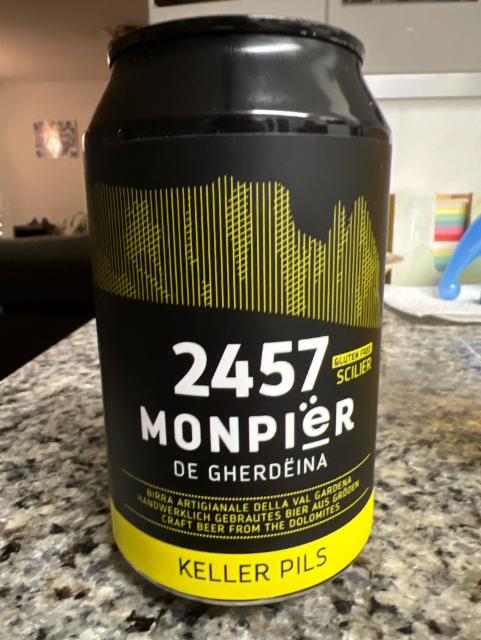 2457
GLUTEN FREE
SCILIER
MONPIËR
DE GHERDËINA
BIRRA ARTIGIANALE DELLA VAL GARDENA
HANDWERKLICH GEBRAUTES BIER AUS GRÖDEN
CRAFT BEER FROM THE DOLOMITES
KELLER PILS